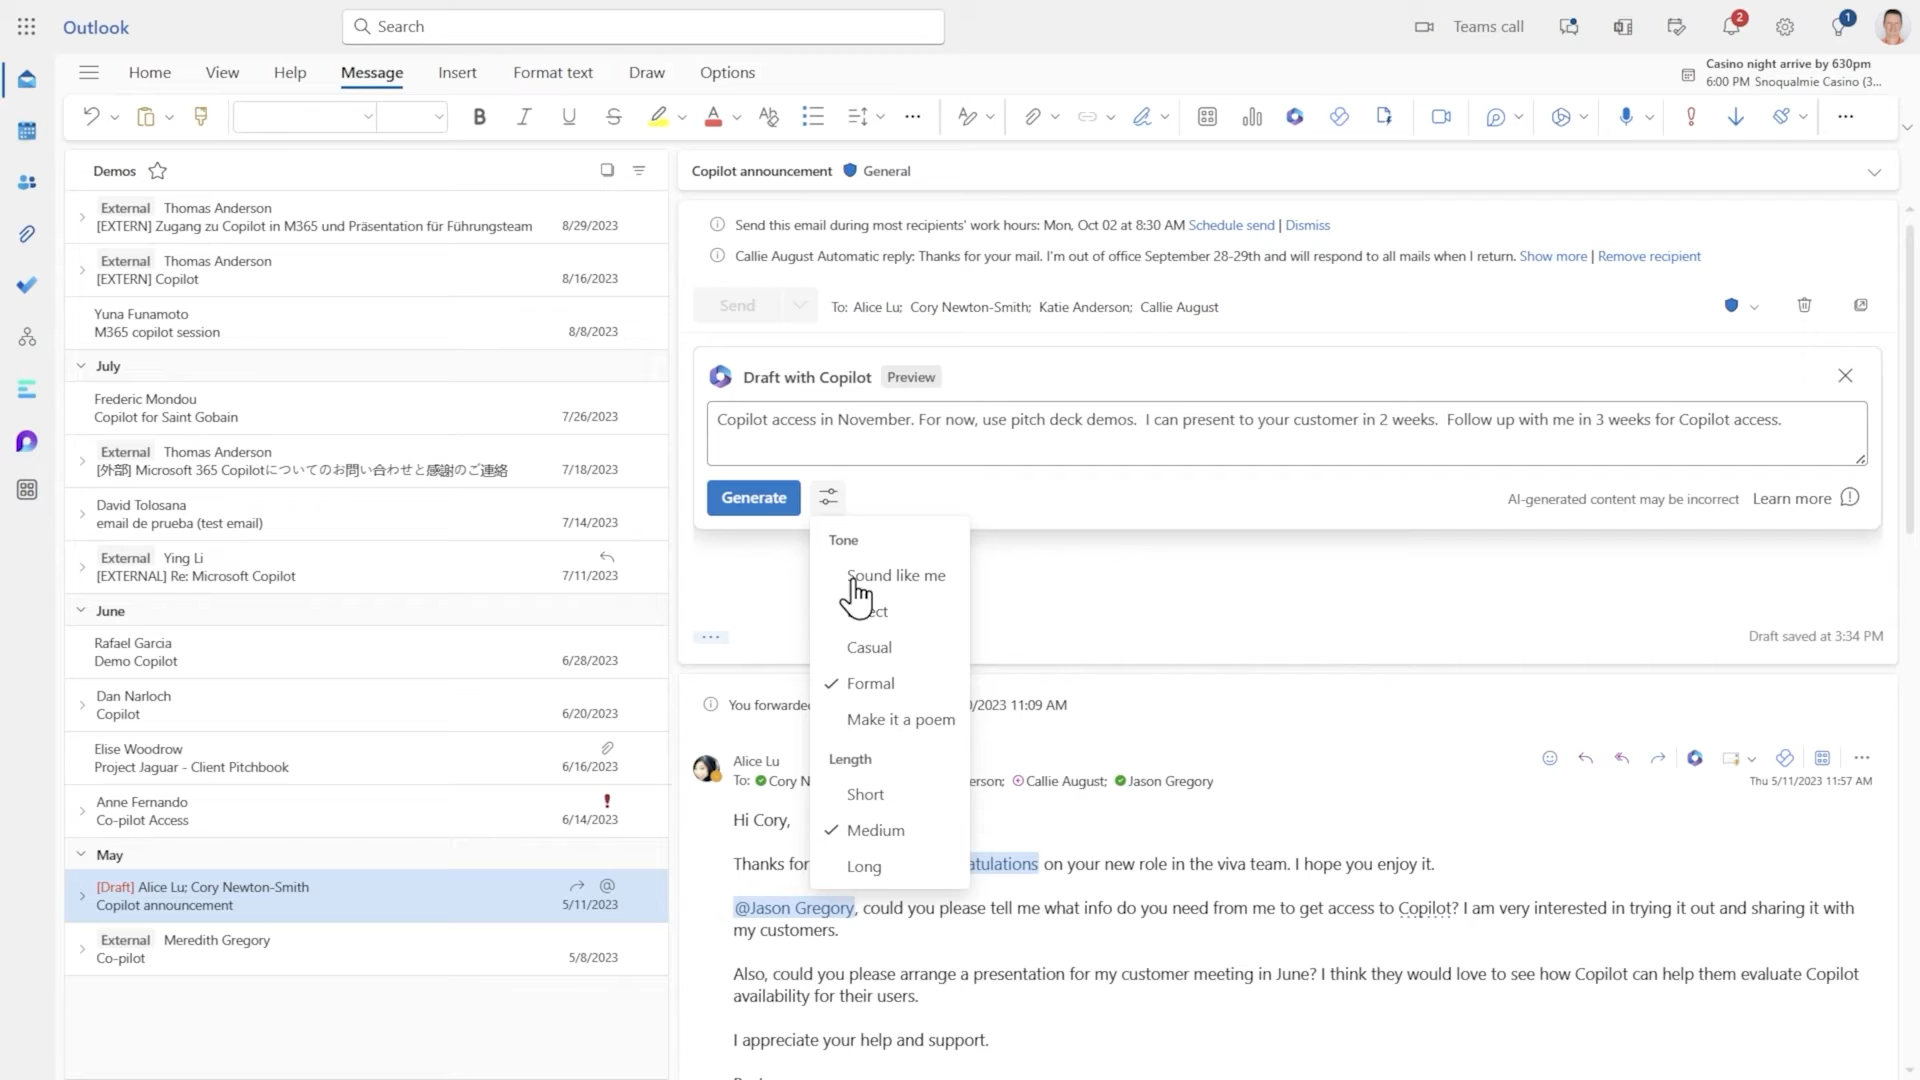 Outlook
Search
Teams call
2
1
Home
View
Help
Message
Insert
Format text
Draw
Options
Casino night arrive by 630pm
6:00 PM Snoqualmie Casino (3...
Demos
External Thomas Anderson
[EXTERN] Zugang zu Copilot in M365 und Präsentation für Führungsteam 8/29/2023
External Thomas Anderson
[EXTERN] Copilot 8/16/2023
Yuna Funamoto
M365 copilot session 8/8/2023
July
Frederic Mondou
Copilot for Saint Gobain 7/26/2023
External Thomas Anderson
[外部] Microsoft 365 Copilotについてのお問い合わせと感謝のご連絡 7/18/2023
David Tolosana
email de prueba (test email) 7/14/2023
External Ying Li
[EXTERNAL] Re: Microsoft Copilot 7/11/2023
June
Rafael Garcia
Demo Copilot 6/28/2023
Dan Narloch
Copilot 6/20/2023
Elise Woodrow
Project Jaguar - Client Pitchbook 6/16/2023
Anne Fernando
Co-pilot Access 6/14/2023
May
[Draft] Alice Lu; Cory Newton-Smith
Copilot announcement 5/11/2023
External Meredith Gregory
Co-pilot 5/8/2023
Copilot announcement General
Send this email during most recipients' work hours: Mon, Oct 02 at 8:30 AM Schedule send | Dismiss
Callie August Automatic reply: Thanks for your mail. I'm out of office September 28-29th and will respond to all mails when I return. Show more | Remove recipient
Send
To: Alice Lu; Cory Newton-Smith; Katie Anderson; Callie August
Draft with Copilot Preview
Copilot access in November. For now, use pitch deck demos. I can present to your customer in 2 weeks. Follow up with me in 3 weeks for Copilot access.
Generate
AI-generated content may be incorrect Learn more
Tone
Sound like me
Casual
Formal
Make it a poem
Length
Short
Medium
Long
Draft saved at 3:34 PM
You forwarde /2023 11:09 AM
Alice Lu
To: Cory N erson; Callie August; Jason Gregory
Thu 5/11/2023 11:57 AM
Hi Cory,
Thanks for atulations on your new role in the viva team. I hope you enjoy it.
@Jason Gregory, could you please tell me what info do you need from me to get access to Copilot? I am very interested in trying it out and sharing it with
my customers.
Also, could you please arrange a presentation for my customer meeting in June? I think they would love to see how Copilot can help them evaluate Copilot
availability for their users.
I appreciate your help and support.